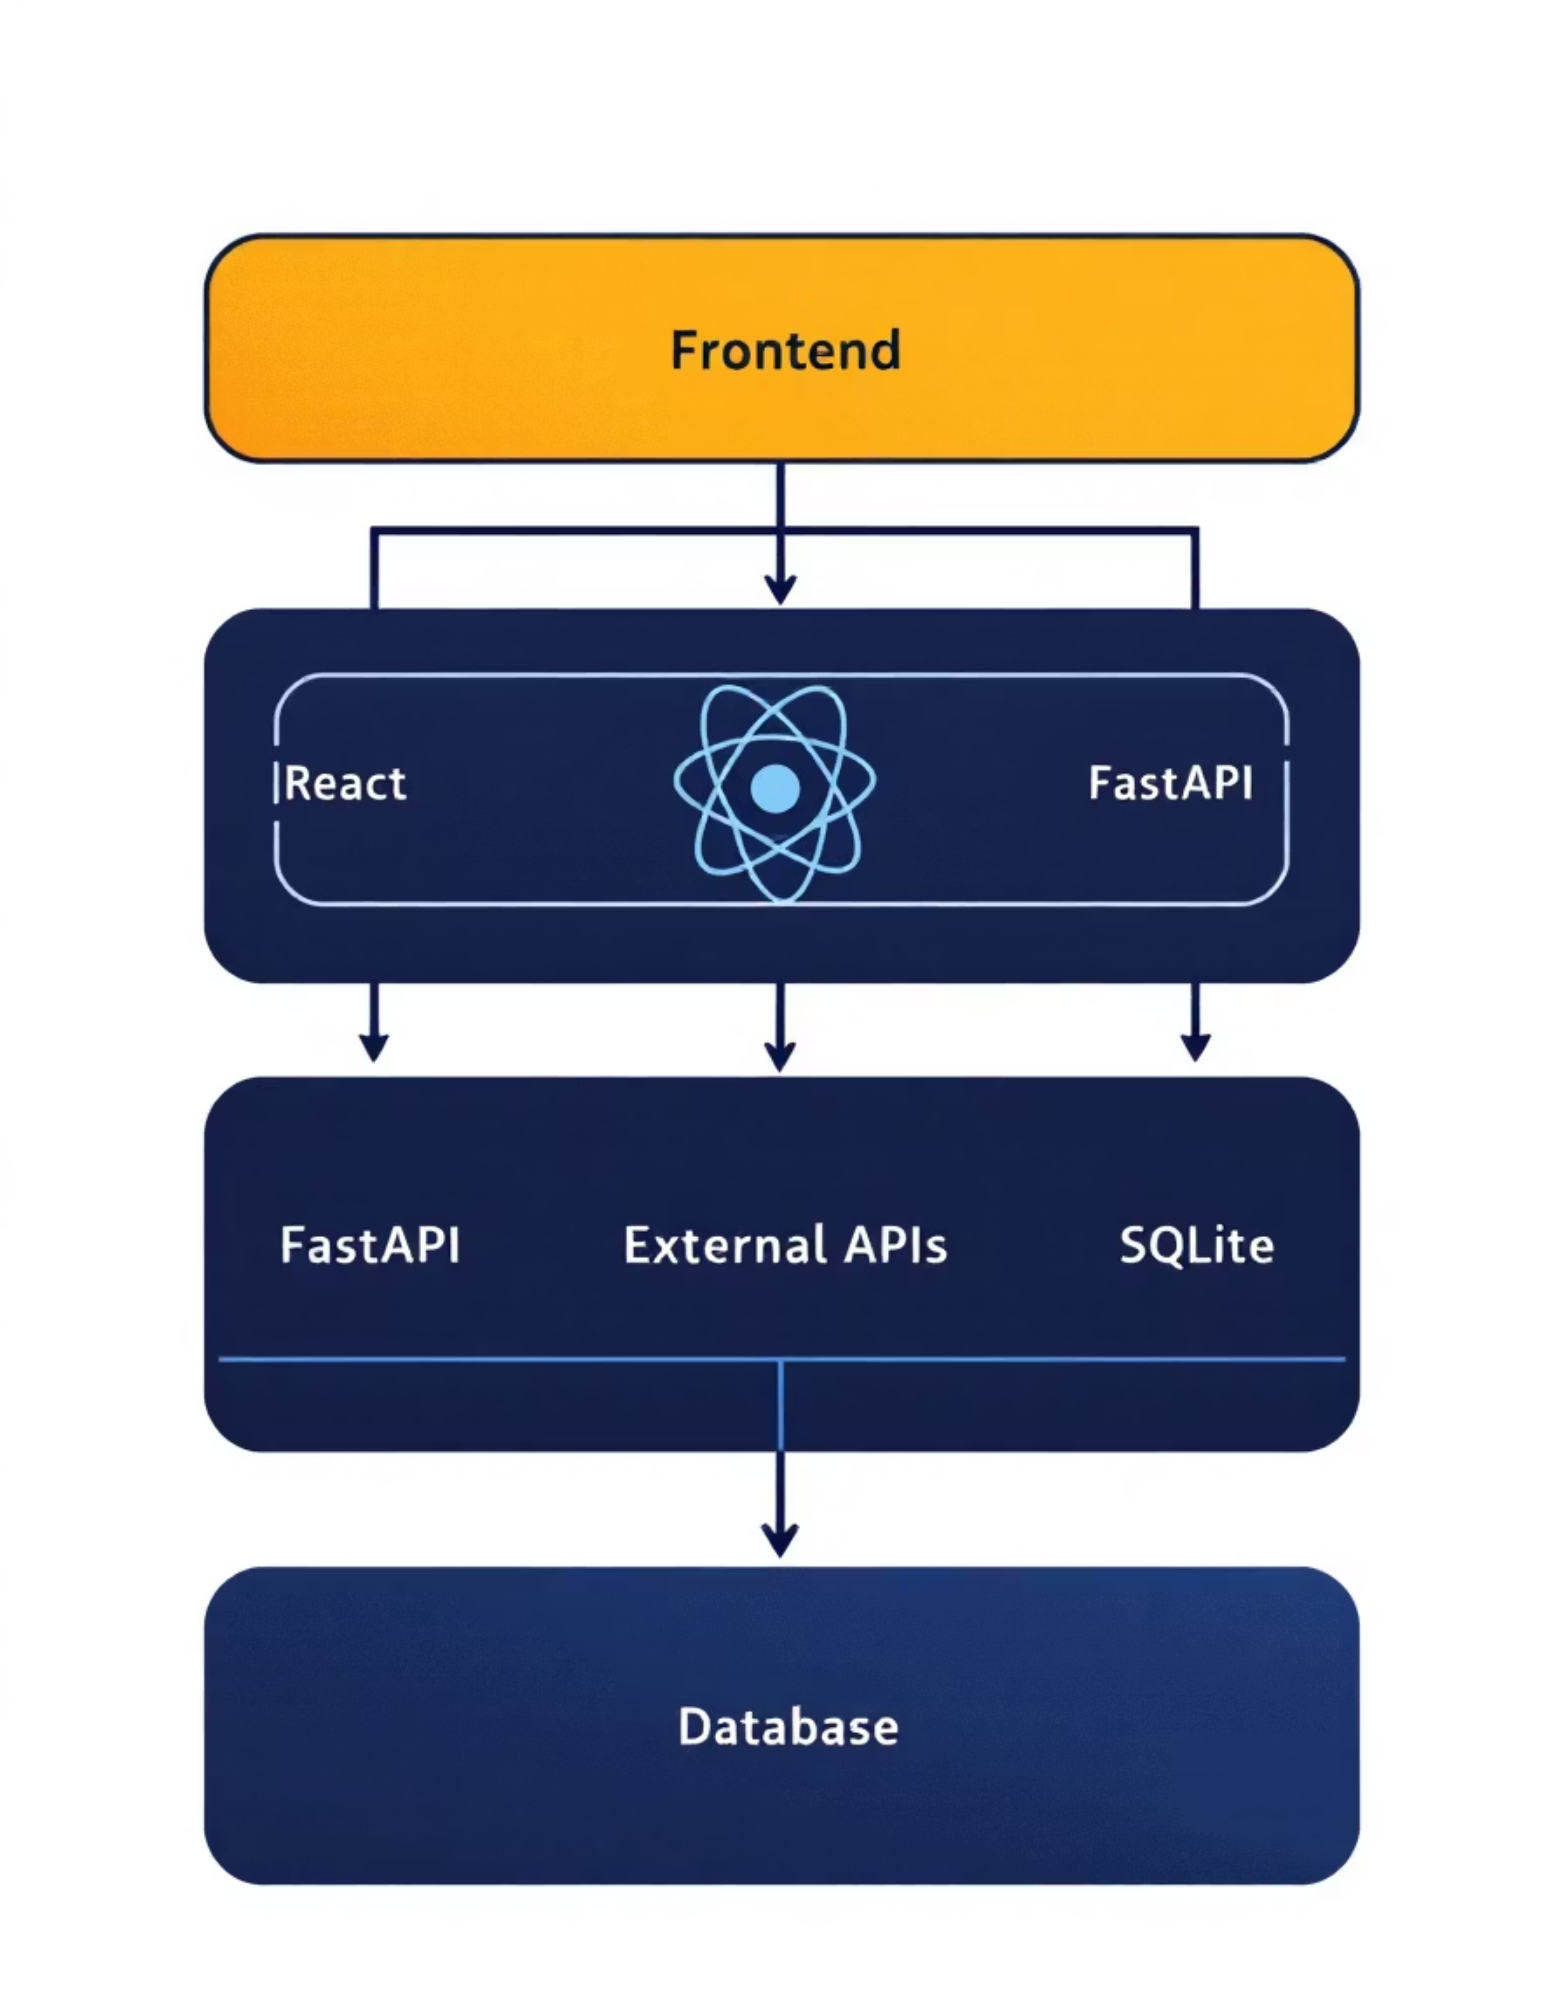 Frontend
React
FastAPI
FastAPI
External APIs
SQLite
Database